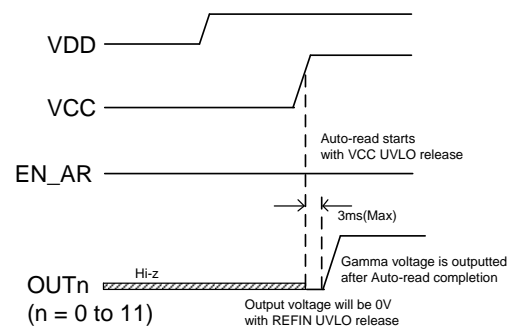 VDD
VCC
Auto-read starts
with VCC UVLO release
EN_AR
3ms(Max)
Gamma voltage is outputted
after Auto-read completion
Hi-z
OUTn
(n = 0 to 11)
Output voltage will be 0V
with REFIN UVLO release